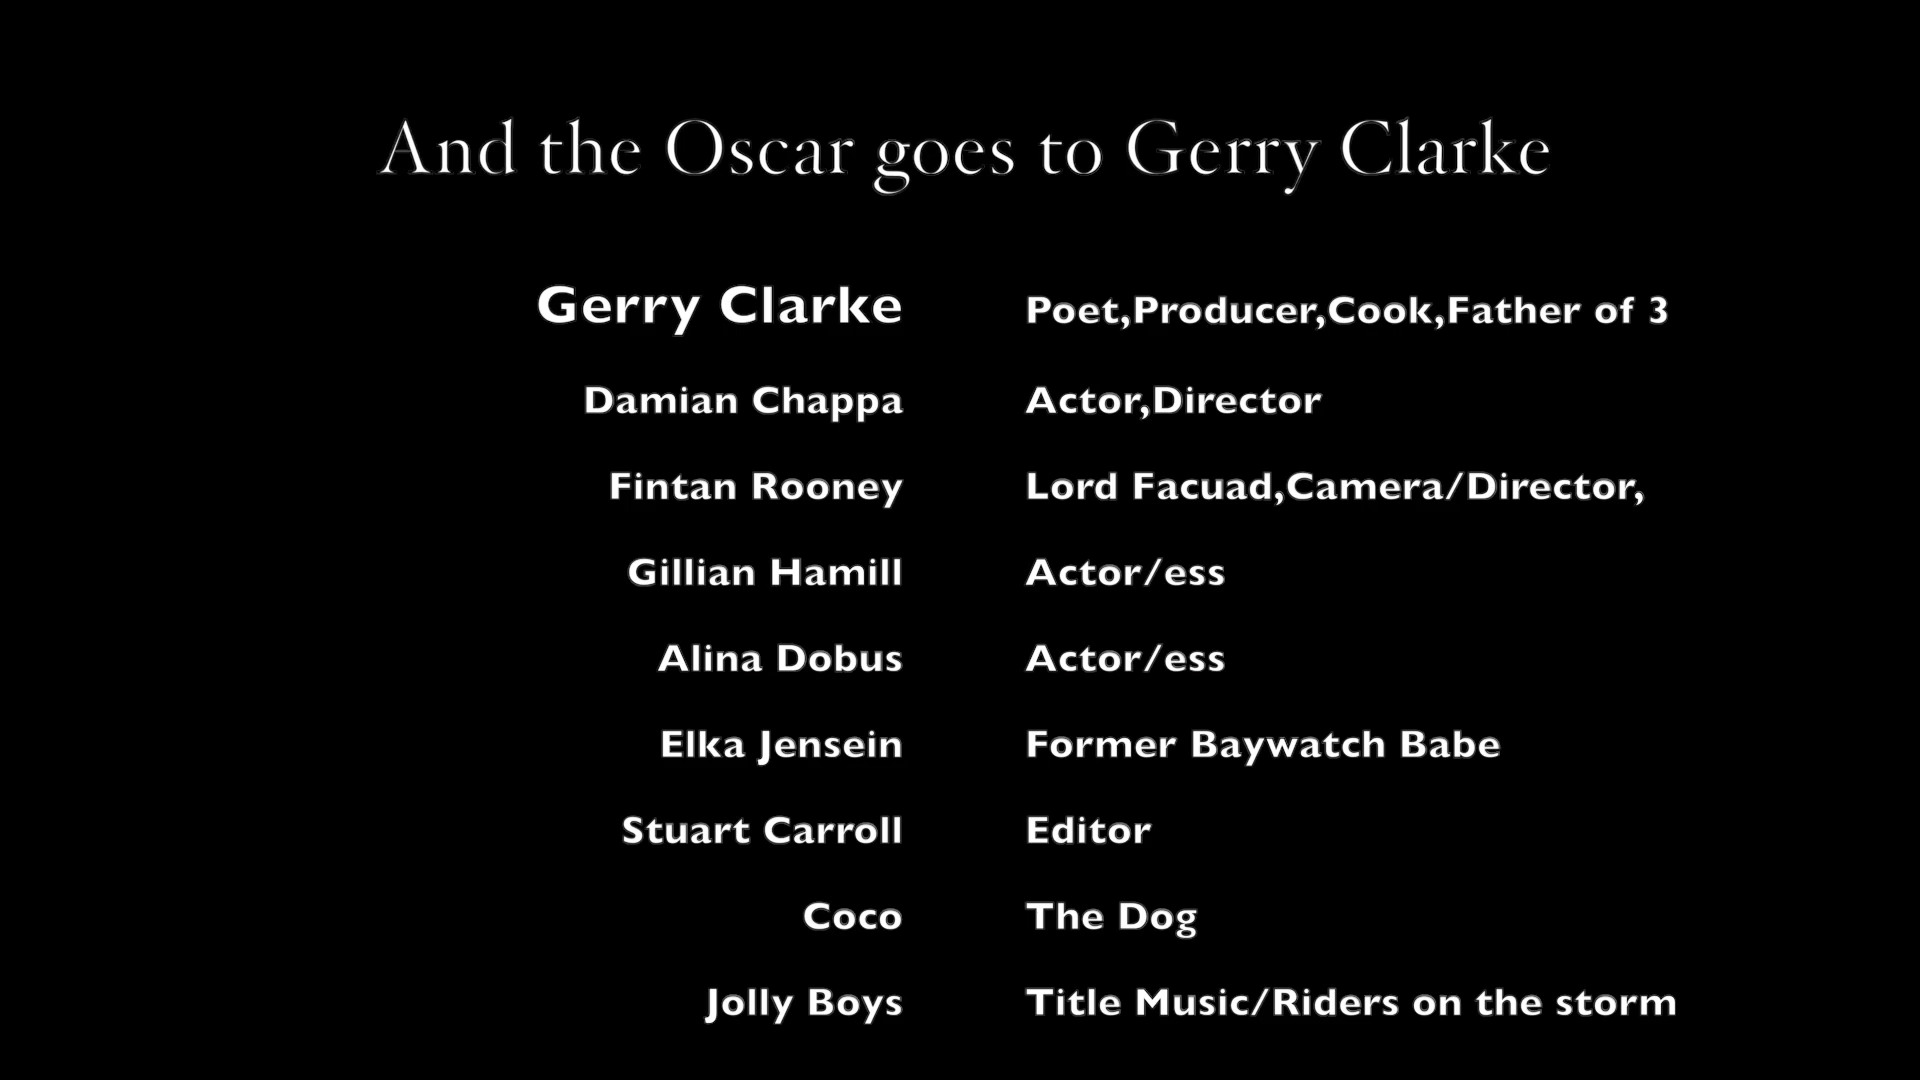 And the Oscar goes to Gerry Clarke
Gerry Clarke Poet,Producer,Cook,Father of 3
Damian Chappa Actor,Director
Fintan Rooney Lord Facuad,Camera/Director,
Gillian Hamill Actor/ess
Alina Dobus Actor/ess
Elka Jensein Former Baywatch Babe
Stuart Carroll Editor
Coco The Dog
Jolly Boys Title Music/Riders on the storm